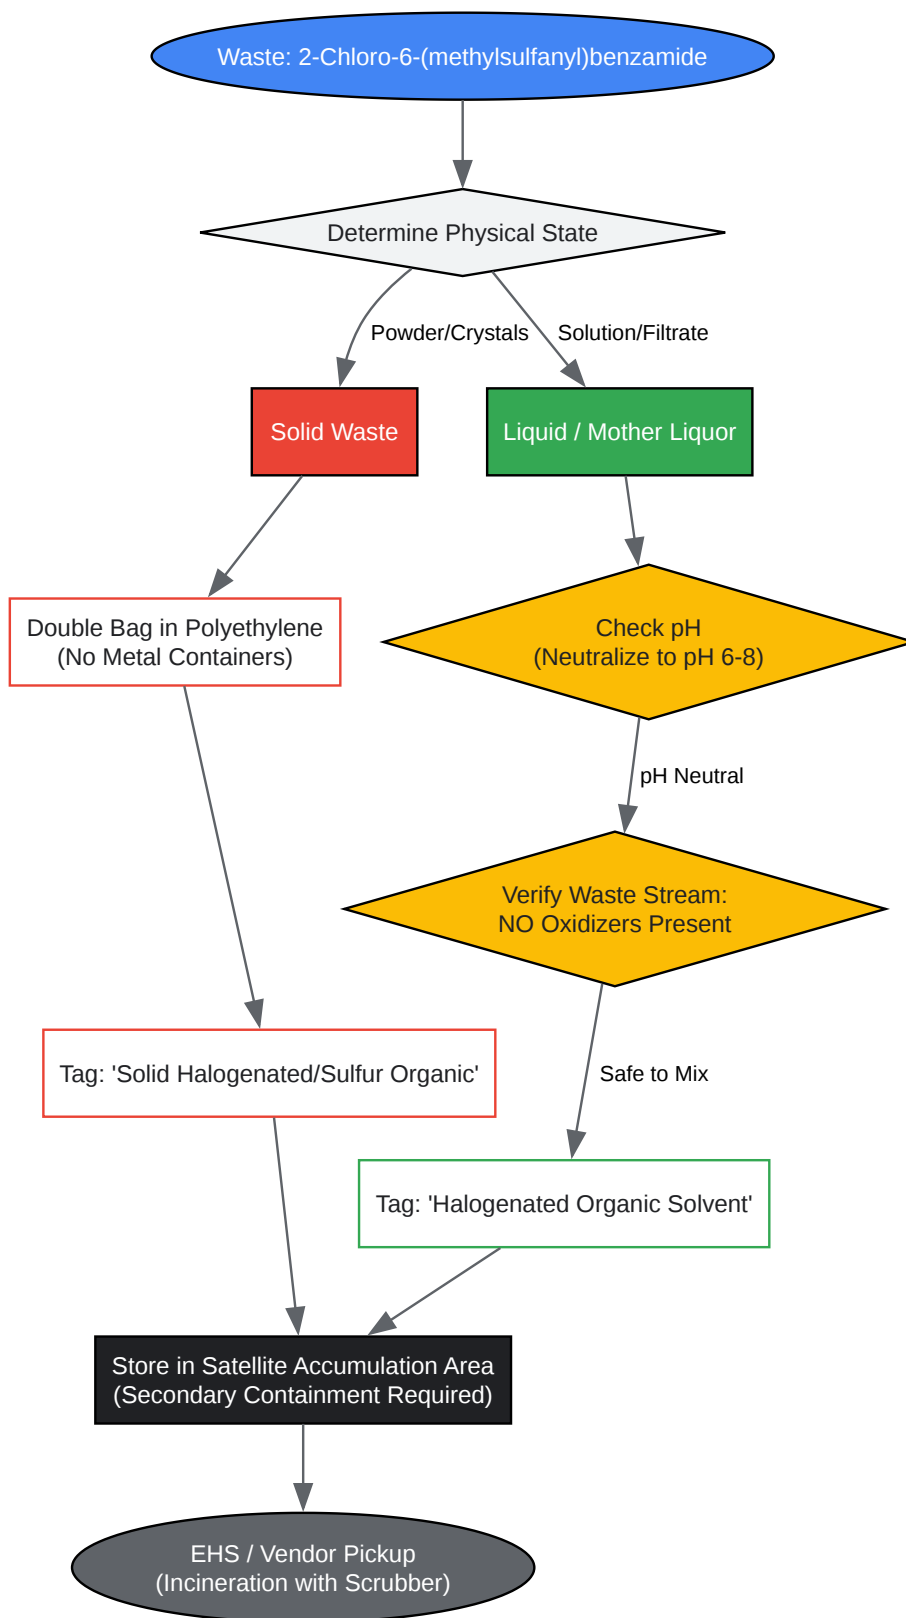 Waste: 2-Chloro-6-(methylsulfanyl)benzamide
Determine Physical State
Powder/Crystals
Solution/Filtrate
Solid Waste
Liquid / Mother Liquor
Double Bag in Polyethylene
(No Metal Containers)
Check pH
(Neutralize to pH 6-8)
pH Neutral
Verify Waste Stream:
NO Oxidizers Present
Tag: 'Solid Halogenated/Sulfur Organic'
Safe to Mix
Tag: 'Halogenated Organic Solvent'
Store in Satellite Accumulation Area
(Secondary Containment Required)
EHS / Vendor Pickup
(Incineration with Scrubber)